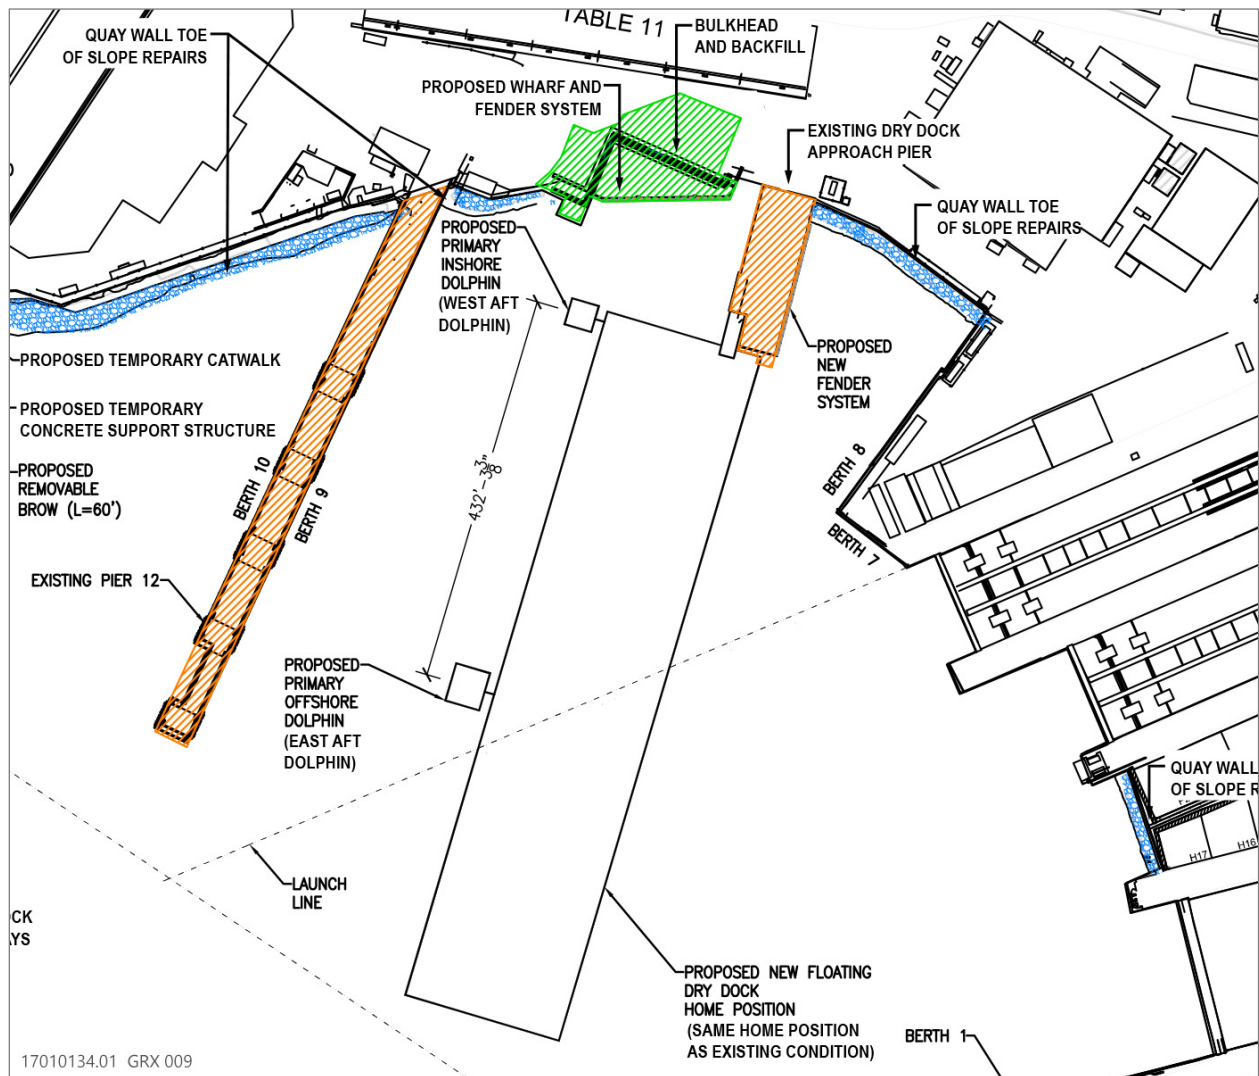 TABLE 11
BULKHEAD
AND BACKFILL
QUAY WALL TOE
OF SLOPE REPAIRS
PROPOSED WHARF AND
FENDER SYSTEM
EXISTING DRY DOCK
APPROACH PIER
QUAY WALL TOE
OF SLOPE REPAIRS
PROPOSED
PRIMARY
INSHORE
DOLPHIN
(WEST AFT
DOLPHIN)
PROPOSED TEMPORARY CATWALK
PROPOSED TEMPORARY
CONCRETE SUPPORT STRUCTURE
PROPOSED
REMOVABLE
BROW (L=60')
PROPOSED
NEW
FENDER
SYSTEM
BERTH 10
BERTH 9
BERTH 8
BERTH 7
EXISTING PIER 12
PROPOSED
PRIMARY
OFFSHORE
DOLPHIN
(EAST AFT
DOLPHIN)
QUAY WALL
OF SLOPE R
H17
H16
LAUNCH
LINE
CK
YS
PROPOSED NEW FLOATING
DRY DOCK
HOME POSITION
(SAME HOME POSITION
AS EXISTING CONDITION)
BERTH 1
17010134.01 GRX 009